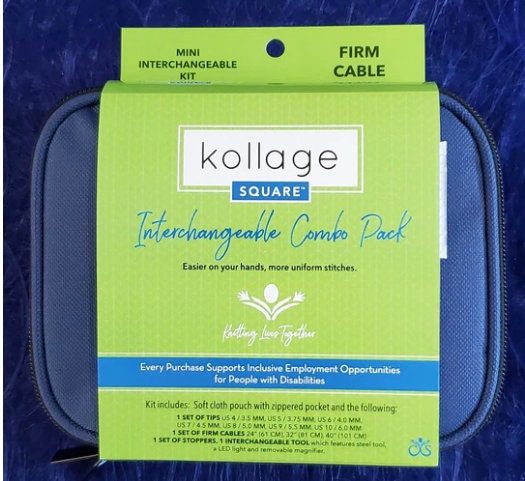 MINI
INTERCHANGEABLE
KIT
FIRM
CABLE
kollage
SQUARE™
Interchangeable Combo Pack
Easier on your hands, more uniform stitches.
Knitting Lives Together
Every Purchase Supports Inclusive Employment Opportunities
for People with Disabilities
Kit includes: Soft cloth pouch with zippered pocket and the following:
1 SET OF TIPS US 4 / 3.5 MM, US 5 / 3.75 MM, US 6 / 4.0 MM,
US 7 / 4.5 MM, US 8 / 5.0 MM, US 9 / 5.5 MM, US 10 / 6.0 MM
1 SET OF FIRM CABLES 24" (61 CM), 32" (81 CM), 40" (101 CM)
1 SET OF STOPPERS, 1 INTERCHANGEABLE TOOL which features steel tool,
a LED light and removable magnifier.